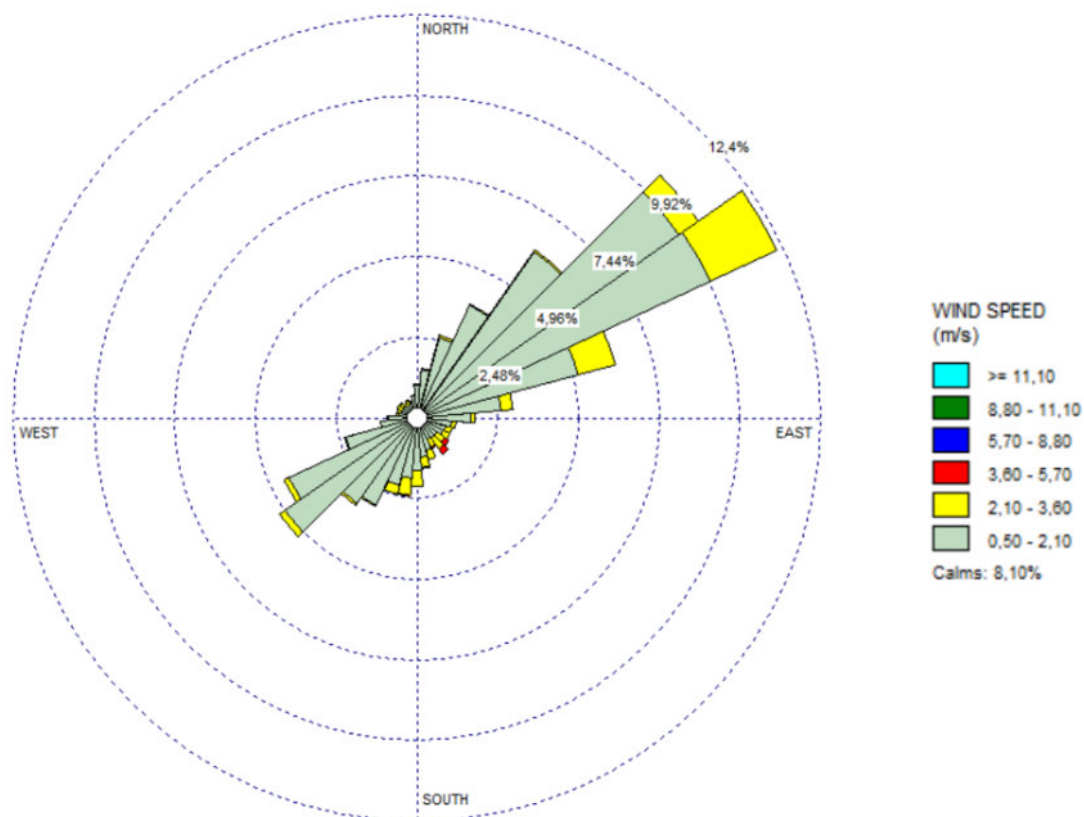 NORTH
12,4%
9,92%
7,44%
4,96%
2,48%
WEST
EAST
SOUTH
WIND SPEED
(m/s)
>= 11,10
8,80 - 11,10
5,70 - 8,80
3,60 - 5,70
2,10 - 3,60
0,50 - 2,10
Calms: 8,10%